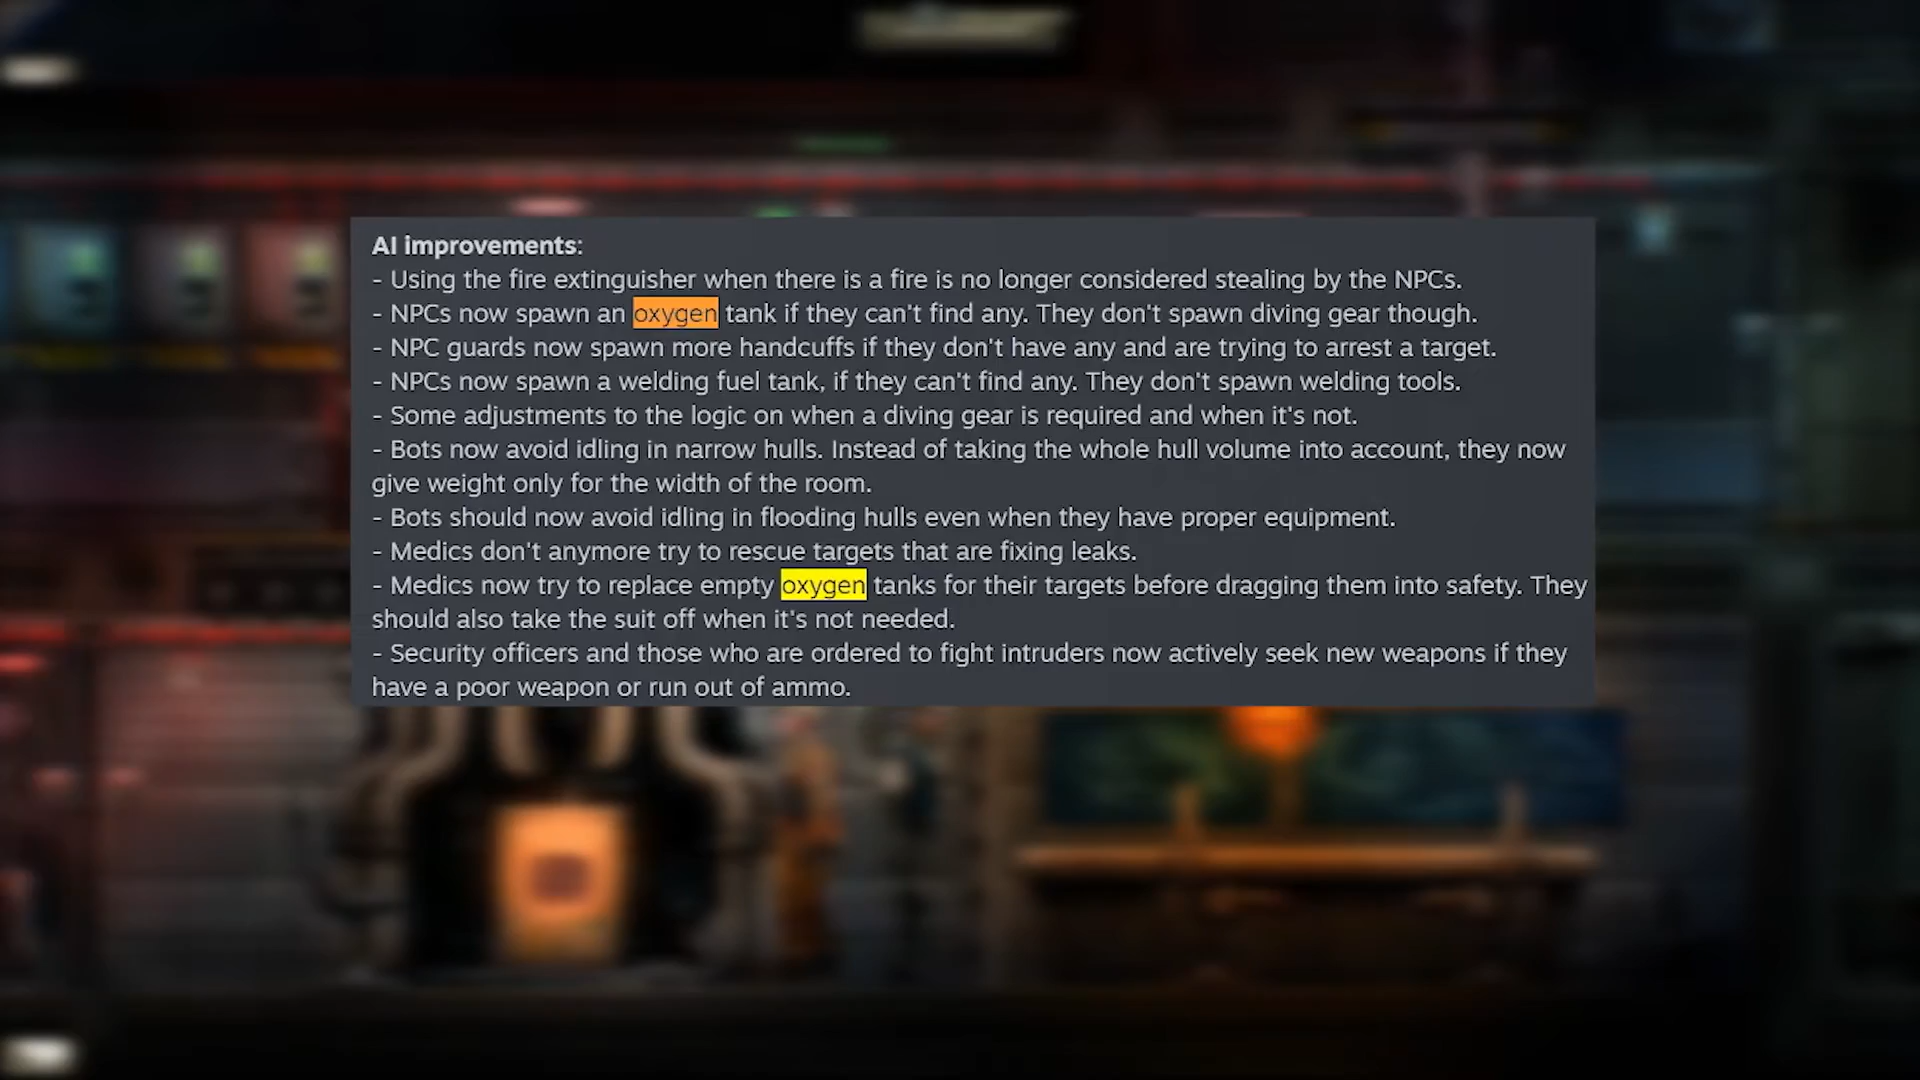 AI improvements:
- Using the fire extinguisher when there is a fire is no longer considered stealing by the NPCs.
- NPCs now spawn an oxygen tank if they can't find any. They don't spawn diving gear though.
- NPC guards now spawn more handcuffs if they don't have any and are trying to arrest a target.
- NPCs now spawn a welding fuel tank, if they can't find any. They don't spawn welding tools.
- Some adjustments to the logic on when a diving gear is required and when it's not.
- Bots now avoid idling in narrow hulls. Instead of taking the whole hull volume into account, they now
give weight only for the width of the room.
- Bots should now avoid idling in flooding hulls even when they have proper equipment.
- Medics don't anymore try to rescue targets that are fixing leaks.
- Medics now try to replace empty oxygen tanks for their targets before dragging them into safety. They
should also take the suit off when it's not needed.
- Security officers and those who are ordered to fight intruders now actively seek new weapons if they
have a poor weapon or run out of ammo.